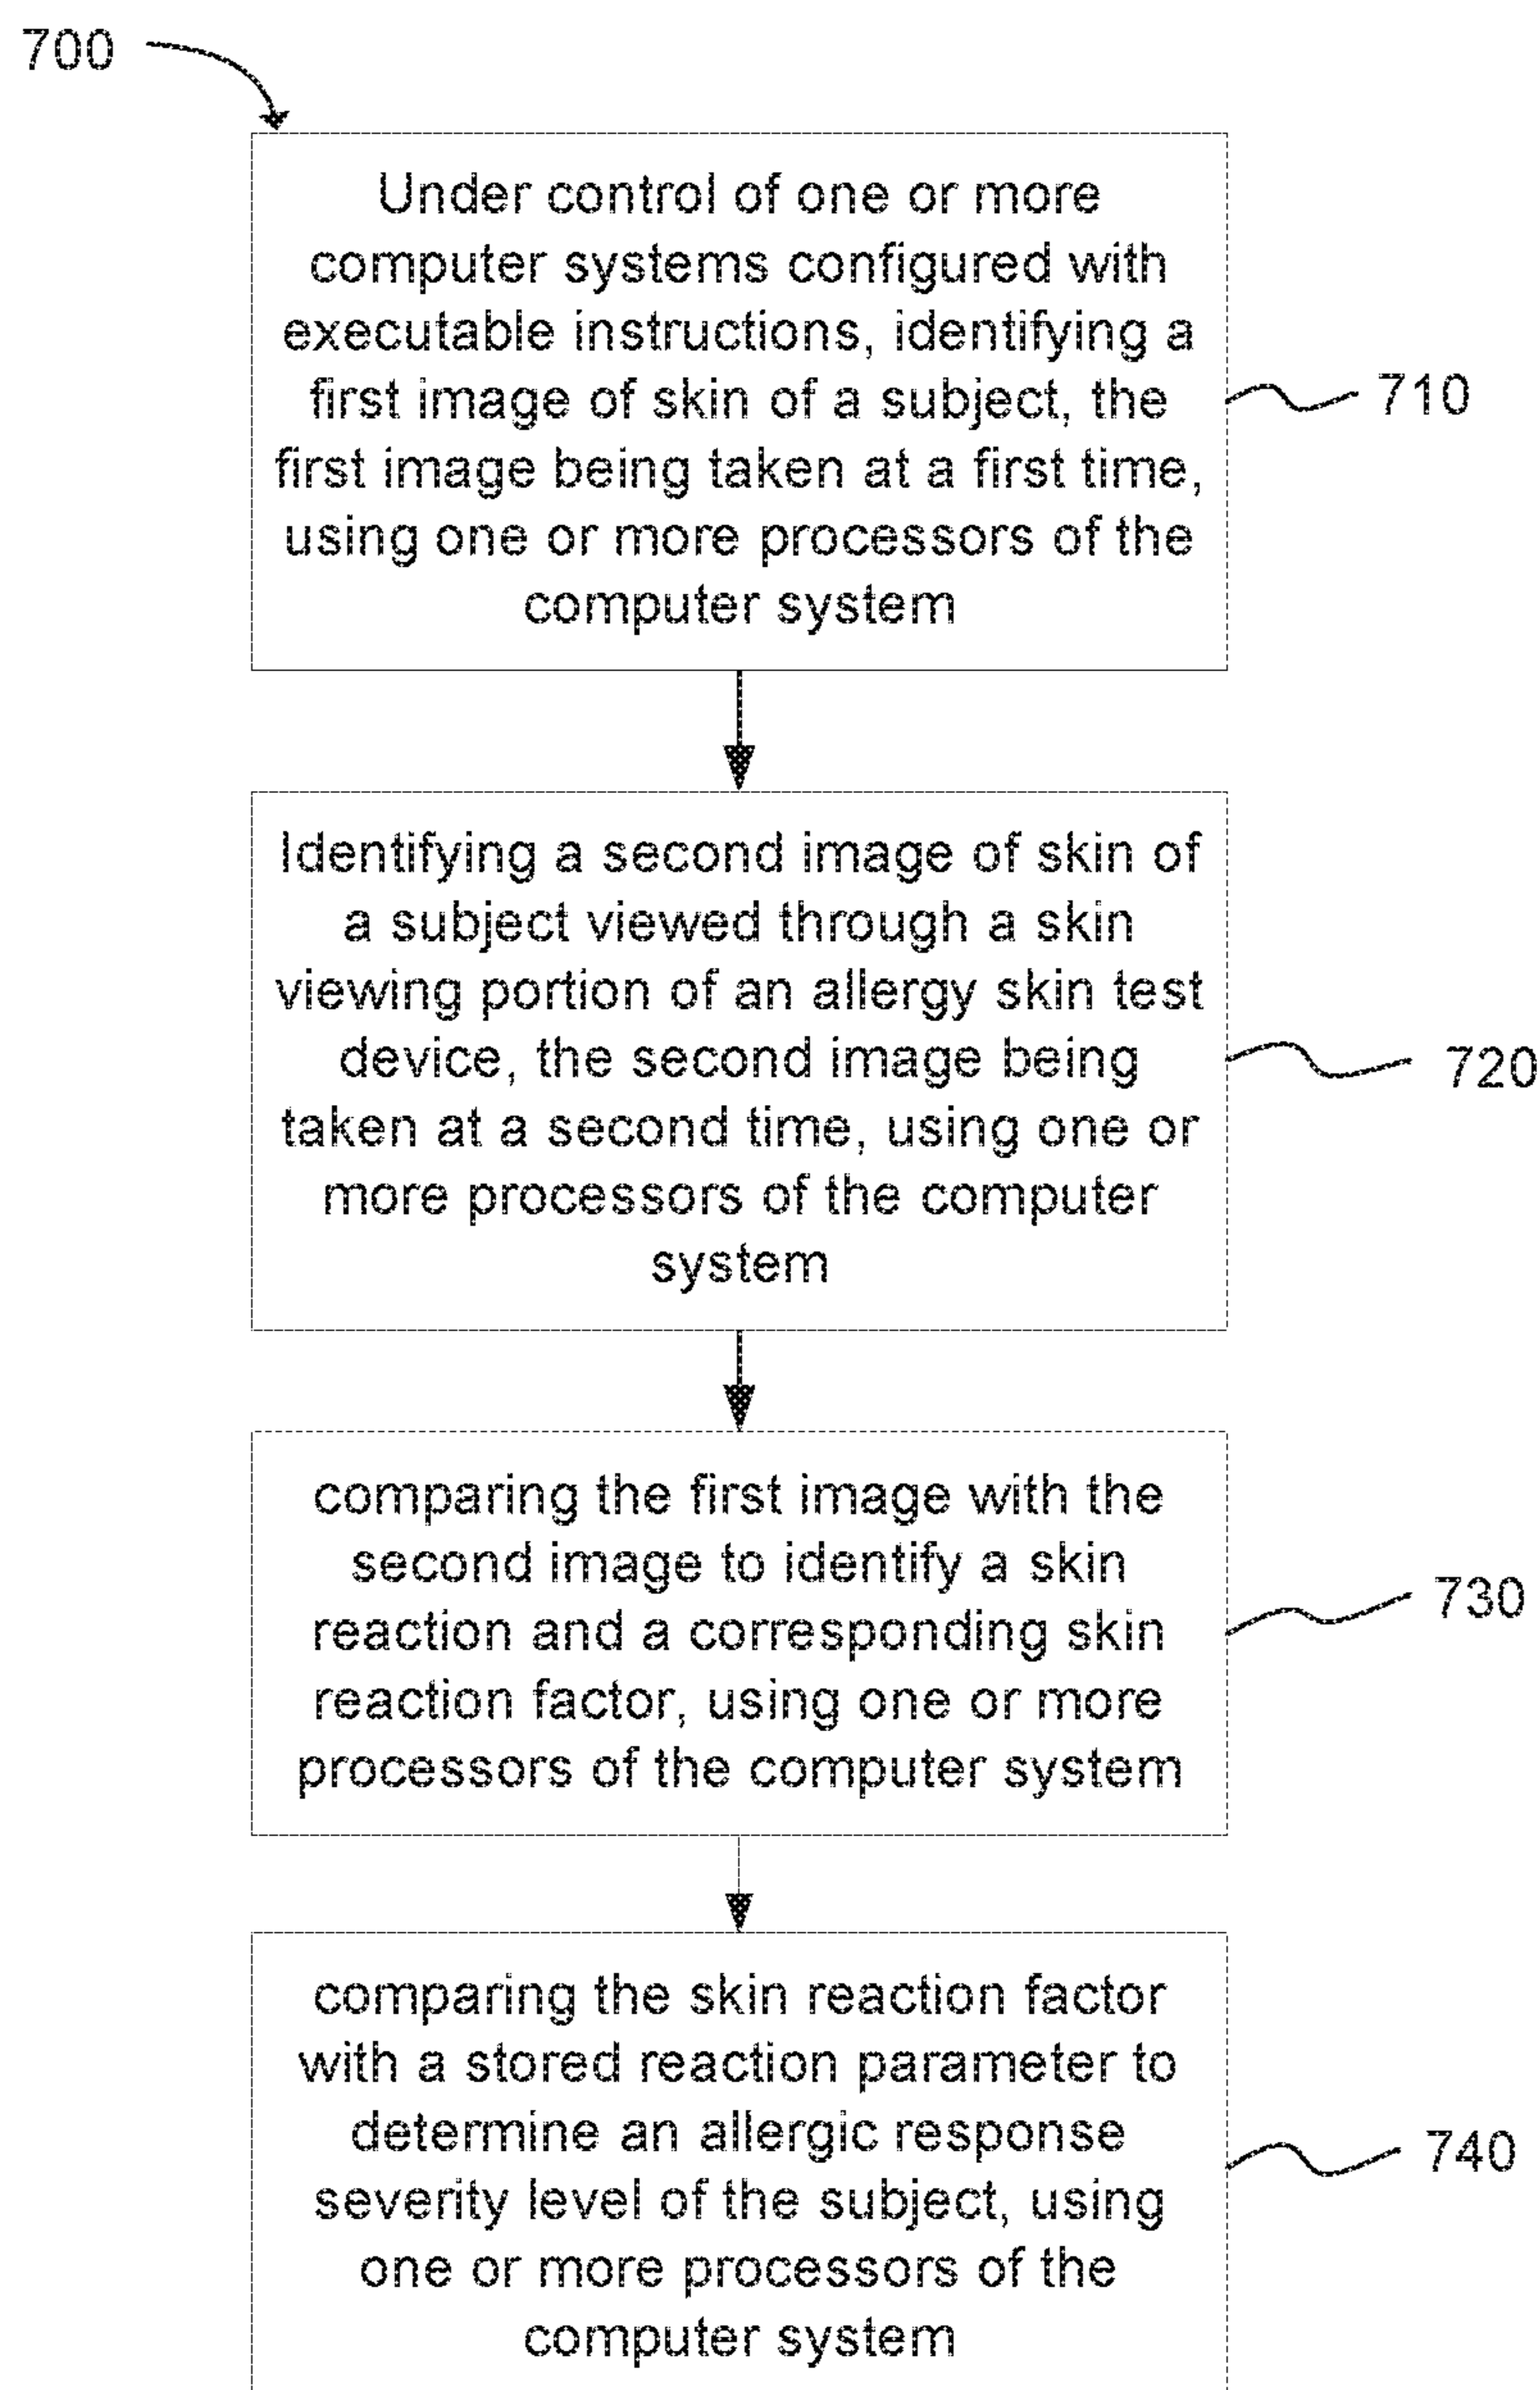 700
Under control of one or more
computer systems configured with
executable instructions, identifying a
first image of skin of a subject, the
first image being taken at a first time,
using one or more processors of the
computer system
710
Identifying a second image of skin of
a subject viewed through a skin
viewing portion of an allergy skin test
device, the second image being
taken at a second time, using one or
more processors of the computer
system
720
comparing the first image with the
second image to identify a skin
reaction and a corresponding skin
reaction factor, using one or more
processors of the computer system
730
comparing the skin reaction factor
with a stored reaction parameter to
determine an allergic response
severity level of the subject, using
one or more processors of the
computer system
740